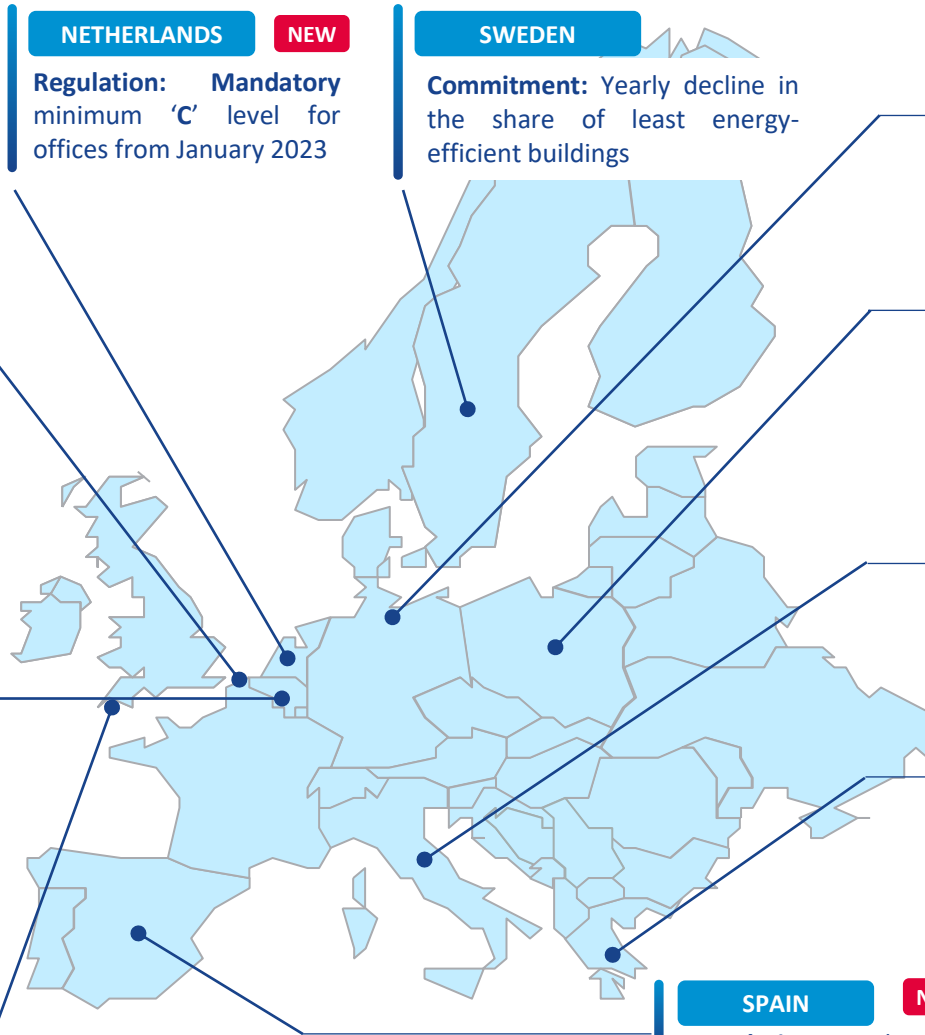 NETHERLANDS
NEW
Regulation: Mandatory
minimum ‘C’ level for
offices from January 2023
SWEDEN
Commitment: Yearly decline in
the share of least energy-
efficient buildings
SPAIN